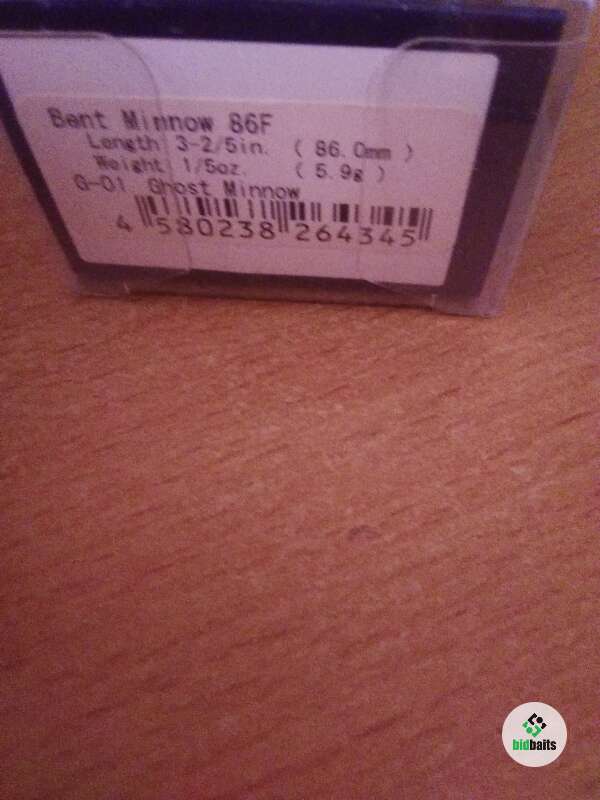 Bent Minnow 86F
Length 3-2/5in. ( 86.0mm )
Weight 1/5oz. ( 5.9g )
G-01 Ghost Minnow
4 580238 264345
bidbaits